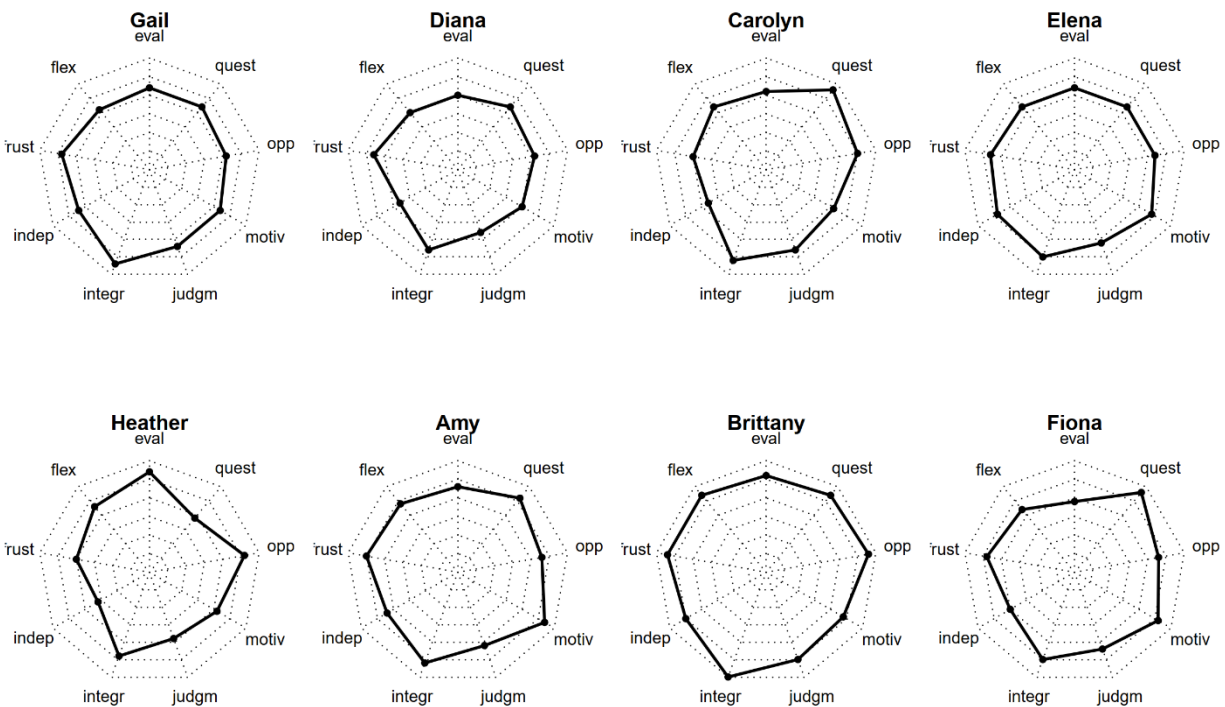 Gail
eval
flex
quest
rust
opp
indep
motiv
integr
judgm
Diana
eval
flex
quest
rust
opp
indep
motiv
integr
judgm
Carolyn
eval
flex
quest
rust
opp
indep
motiv
integr
judgm
Elena
eval
flex
quest
rust
opp
indep
motiv
integr
judgm
Heather
eval
flex
quest
rust
opp
indep
motiv
integr
judgm
Amy
eval
flex
quest
rust
opp
indep
motiv
integr
judgm
Brittany
eval
flex
quest
rust
opp
indep
motiv
integr
judgm
Fiona
eval
flex
quest
rust
opp
indep
motiv
integr
judgm